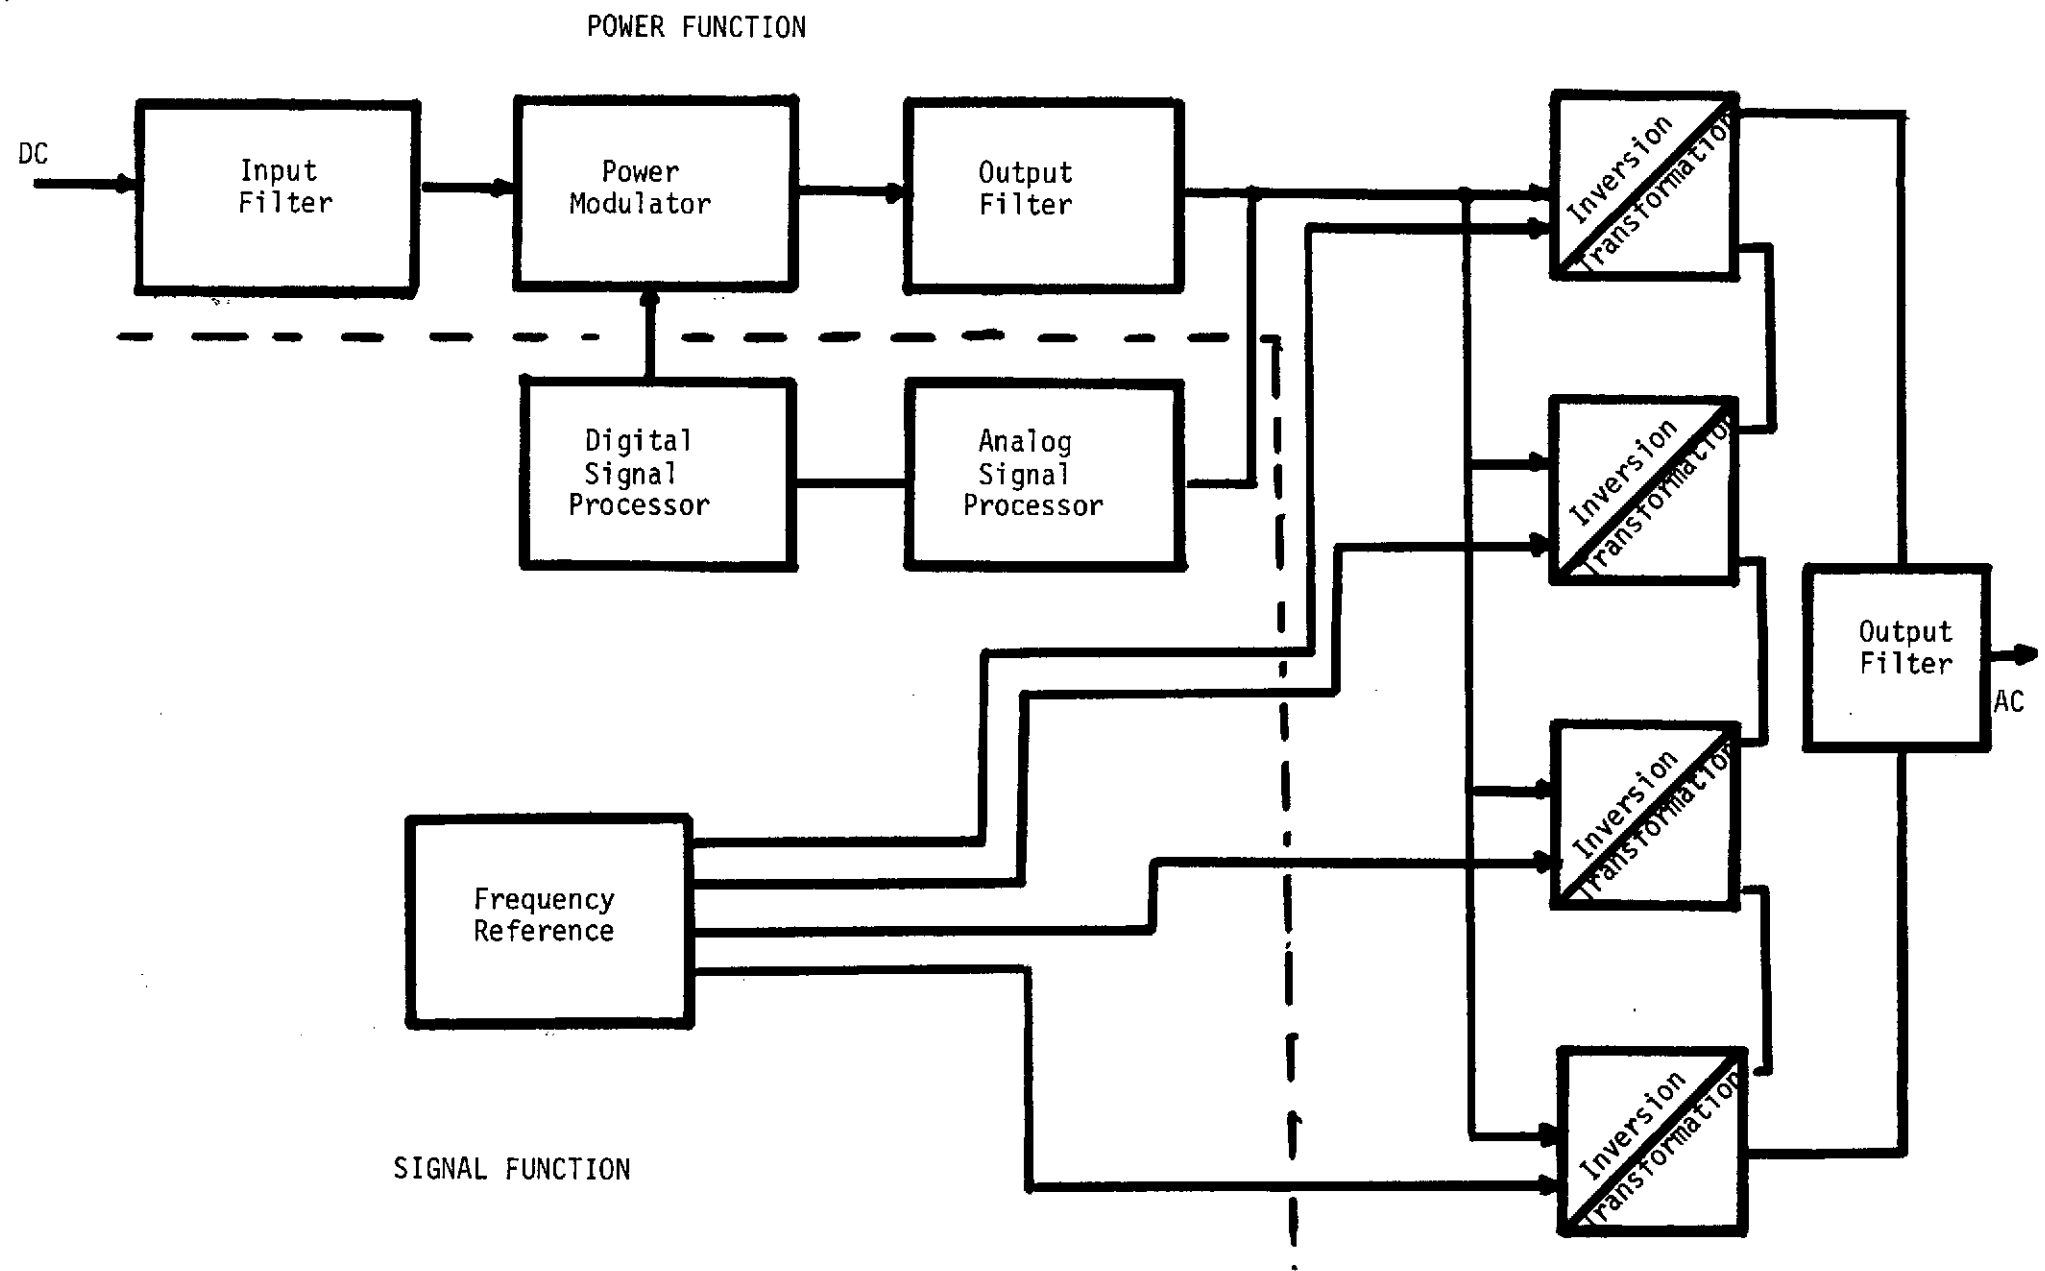 POWER FUNCTION
DC
Input
Filter
Power
Modulator
Output
Filter
Inversion
Transformation
Digital
Signal
Processor
Analog
Signal
Processor
Inversion
Transformation
Output
Filter
AC
Inversion
Transformation
Frequency
Reference
Inversion
Transformation
SIGNAL FUNCTION